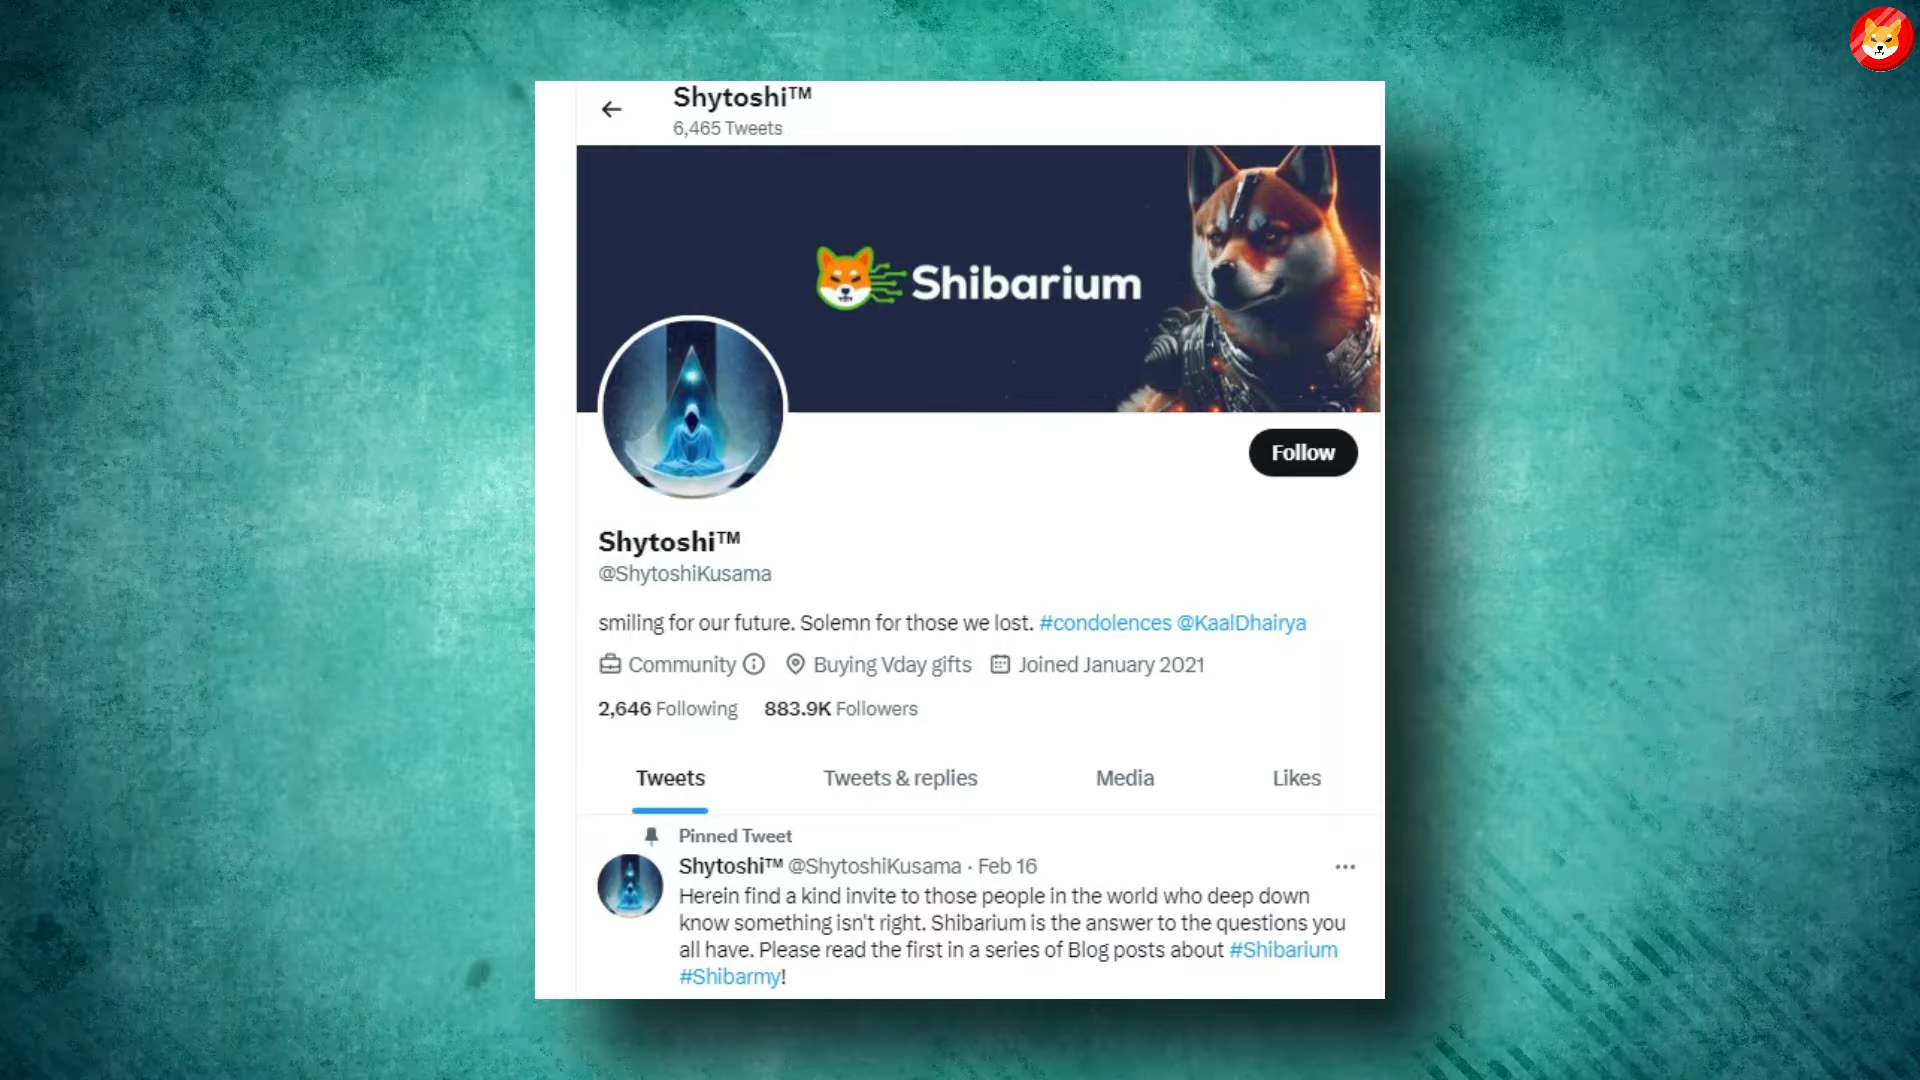 Shytoshi™
6,465 Tweets
Shibarium
Follow
Shytoshi™
@ShytoshiKusama
smiling for our future. Solemn for those we lost. #condolences @KaalDhairya
Community Buying Vday gifts Joined January 2021
2,646 Following 883.9K Followers
Tweets Tweets & replies Media Likes
Pinned Tweet
Shytoshi™ @ShytoshiKusama · Feb 16
Herein find a kind invite to those people in the world who deep down
know something isn't right. Shibarium is the answer to the questions you
all have. Please read the first in a series of Blog posts about #Shibarium
#Shibarmy!